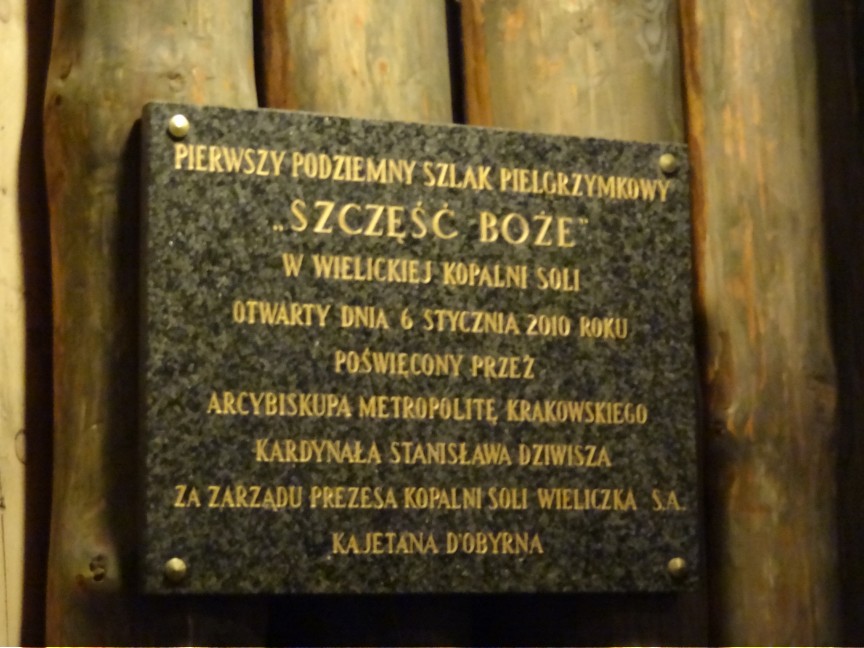 PIERWSZY PODZIEMNY SZLAK PIELGRZYMKOWY
„SZCZĘŚĆ BOŻE”
W WIELICKIEJ KOPALNI SOLI
OTWARTY DNIA 6 STYCZNIA 2010 ROKU
POŚWIĘCONY PRZEZ
ARCYBISKUPA METROPOLITĘ KRAKOWSKIEGO
KARDYNAŁA STANISŁAWA DZIWISZA
ZA ZARZĄDU PREZESA KOPALNI SOLI WIELICZKA S.A.
KAJETANA D'OBYRNA